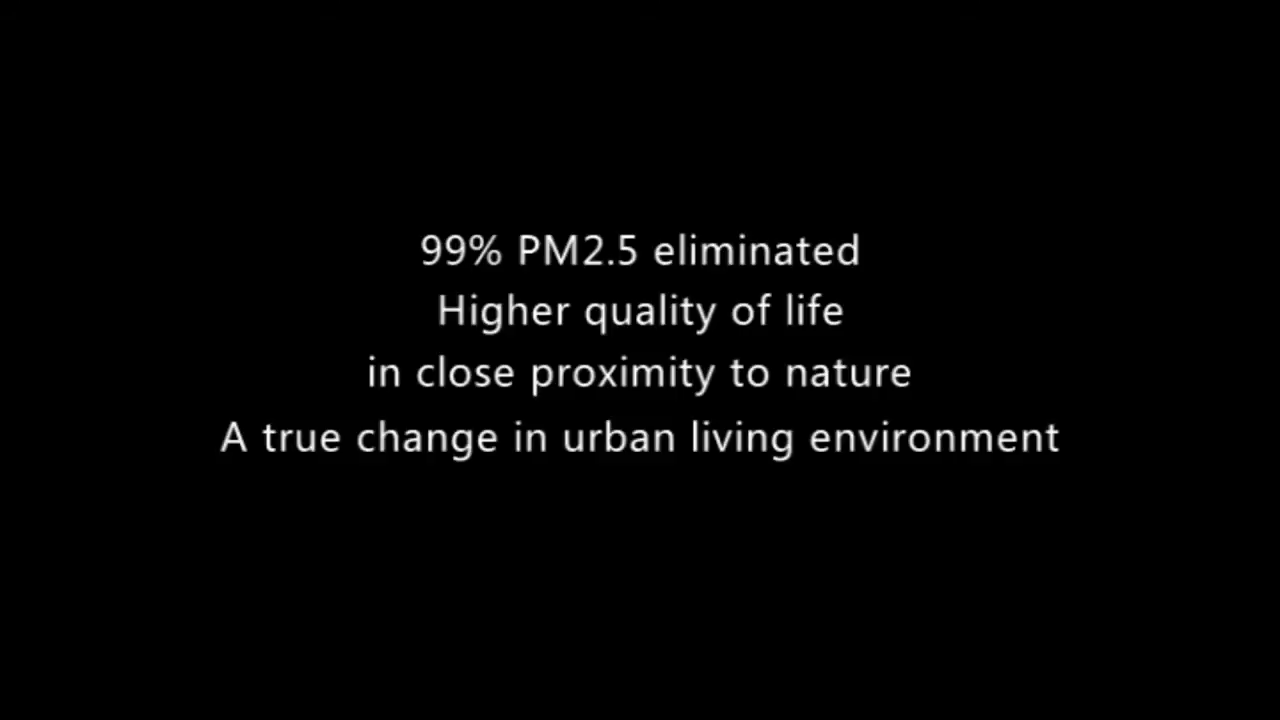 99% PM2.5 eliminated
Higher quality of life
in close proximity to nature
A true change in urban living environment